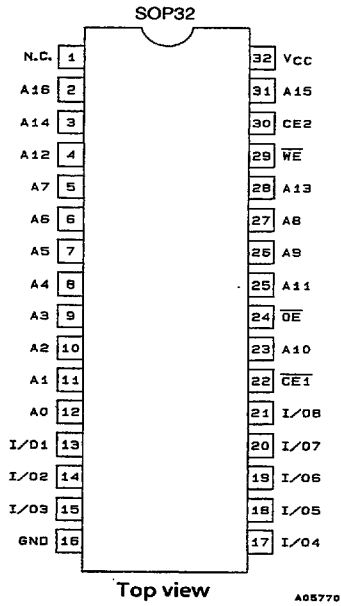 SOP32
N.C. 1 32 VCC
A16 2 31 A15
A14 3 30 CE2
A12 4 29 W̅E̅
A7 5 28 A13
A6 6 27 A8
A5 7 26 A9
A4 8 25 A11
A3 9 24 O̅E̅
A2 10 23 A10
A1 11 22 C̅E̅1̅
A0 12 21 I/O8
I/O1 13 20 I/O7
I/O2 14 19 I/O6
I/O3 15 18 I/O5
GND 16 17 I/O4
Top view
A05770